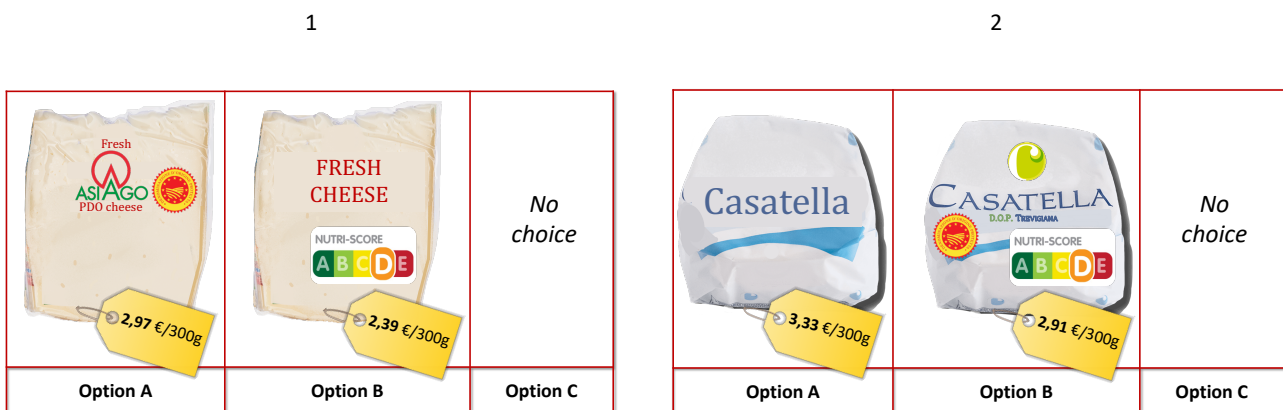 1
2
Fresh
ASIAGO
PDO cheese
2,97 €/300g
FRESH
CHEESE
NUTRI-SCORE
A B C D E
2,39 €/300g
No
choice
Option A
Option B
Option C
Casatella
3,33 €/300g
CASATELLA
D.O.P. TREVIGIANA
NUTRI-SCORE
A B C D E
2,91 €/300g
No
choice
Option A
Option B
Option C